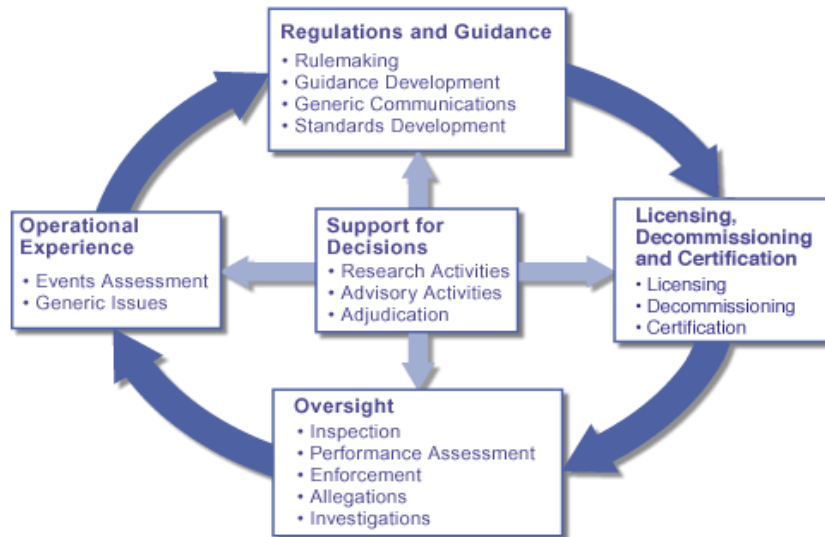 Regulations and Guidance
• Rulemaking
• Guidance Development
• Generic Communications
• Standards Development
Operational
Experience
• Events Assessment
• Generic Issues
Support for
Decisions
• Research Activities
• Advisory Activities
• Adjudication
Licensing,
Decommissioning
and Certification
• Licensing
• Decommissioning
• Certification
Oversight
• Inspection
• Performance Assessment
• Enforcement
• Allegations
• Investigations